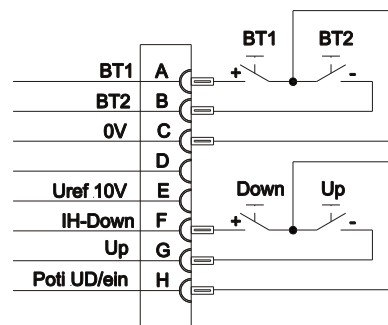 BT1 BT2
BT1 A + -
BT2 B
0V C
D
Uref 10V E Down Up
IH-Down F + -
Up G
Poti UD/ein H